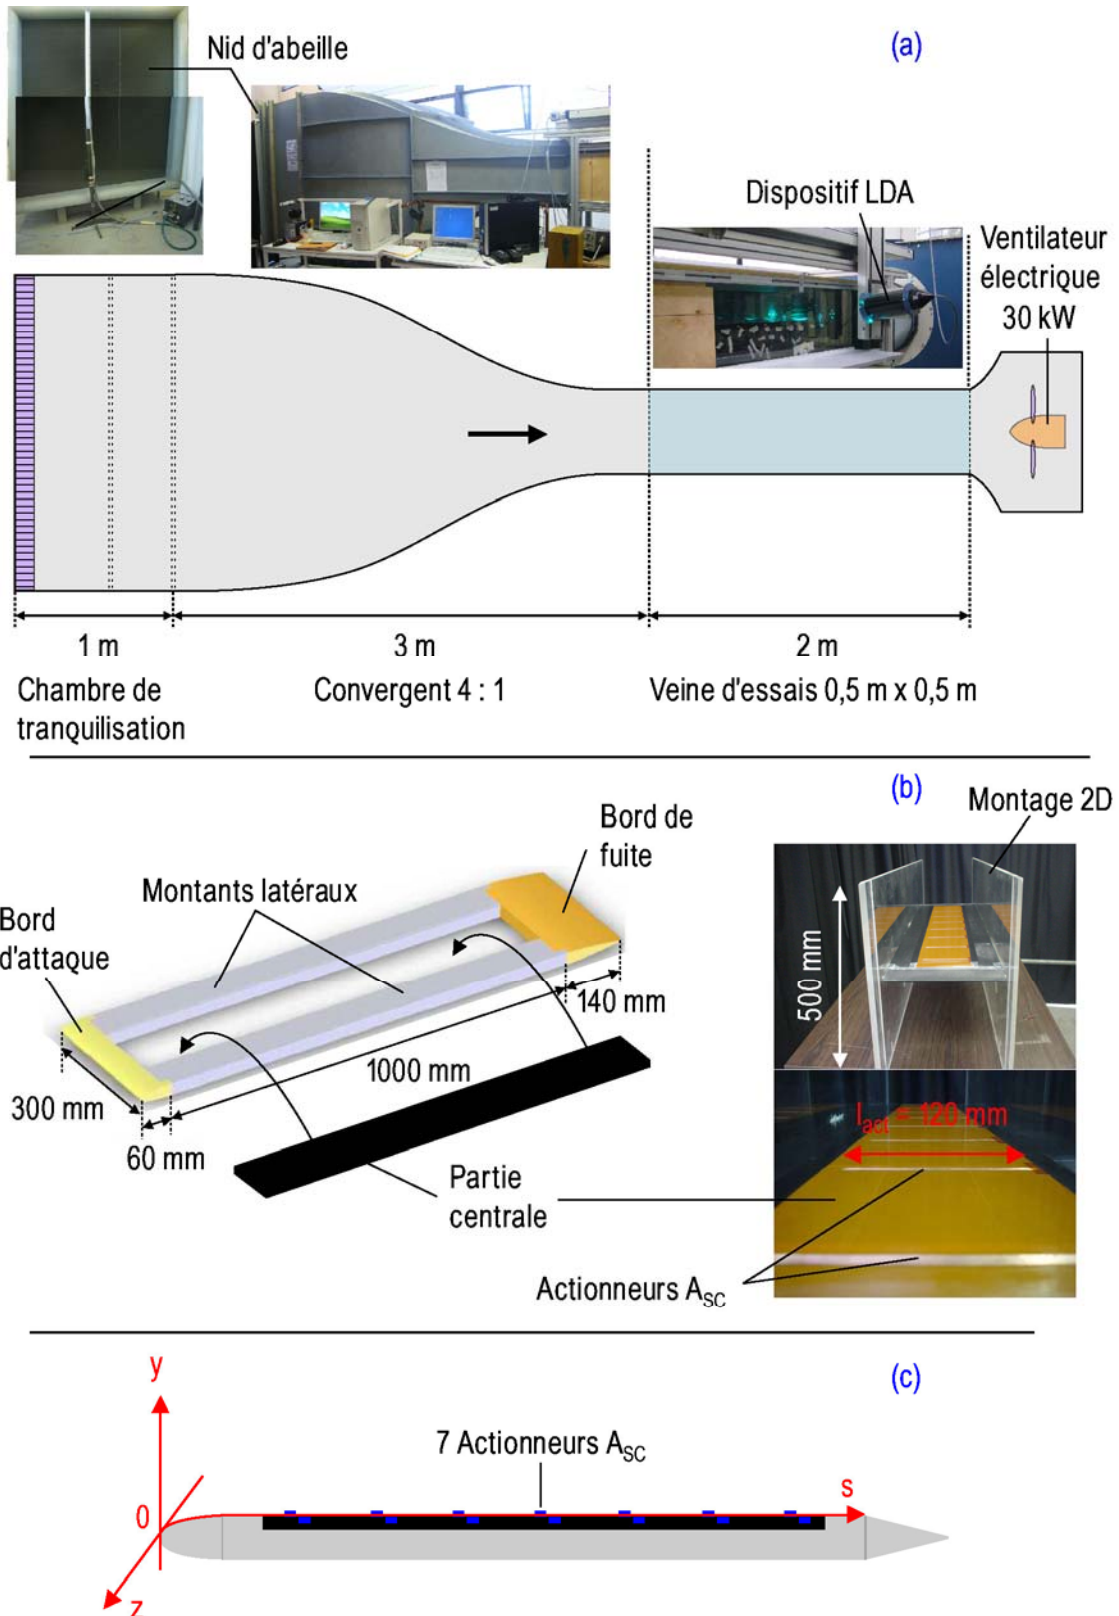 Nid d'abeille
(a)
Dispositif LDA
Ventilateur
électrique
30 kW
1 m
3 m
2 m
Chambre de
tranquilisation
Convergent 4 : 1
Veine d'essais 0,5 m x 0,5 m
(b)
Montage 2D
Bord de
fuite
Montants latéraux
Bord
d'attaque
500 mm
140 mm
1000 mm
300 mm
60 mm
l_act = 120 mm
Partie
centrale
Actionneurs A_SC
(c)
y
7 Actionneurs A_SC
s
0
z